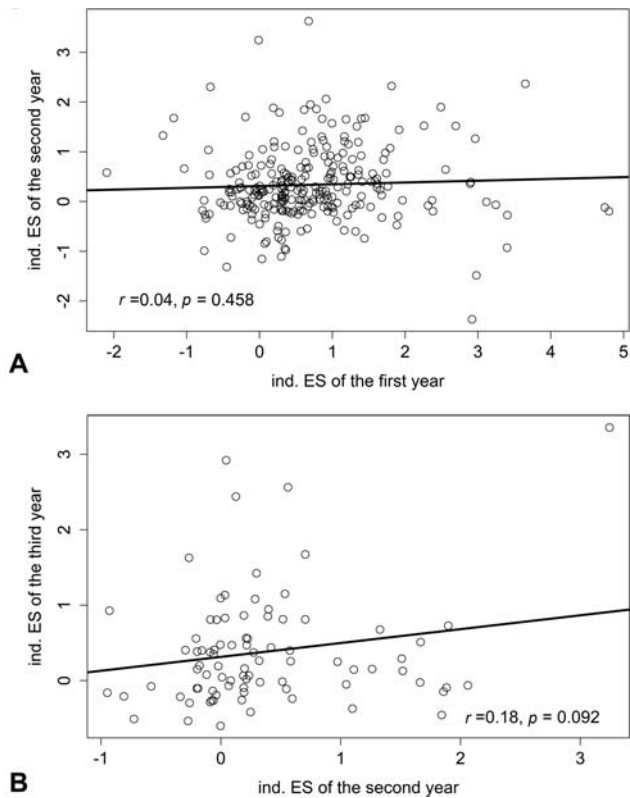 3
2
1
0
-1
-2
ind. ES of the second year
r =0.04, p = 0.458
-2 -1 0 1 2 3 4 5
ind. ES of the first year
A
3
2
1
0
ind. ES of the third year
r=0.18, p = 0.092
-1 0 1 2 3
ind. ES of the second year
B